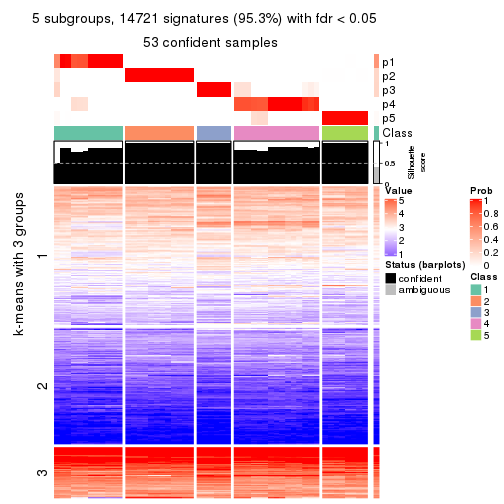 5 subgroups, 14721 signatures (95.3%) with fdr < 0.05
53 confident samples
p1
p2
p3
p4
p5
Class
1
0.5
0
Silhouette
score
k-means with 3 groups
1
2
3
Value
5
4
3
2
1
Status (barplots)
confident
ambiguous
Prob
1
0.8
0.6
0.4
0.2
0
Class
1
2
3
4
5